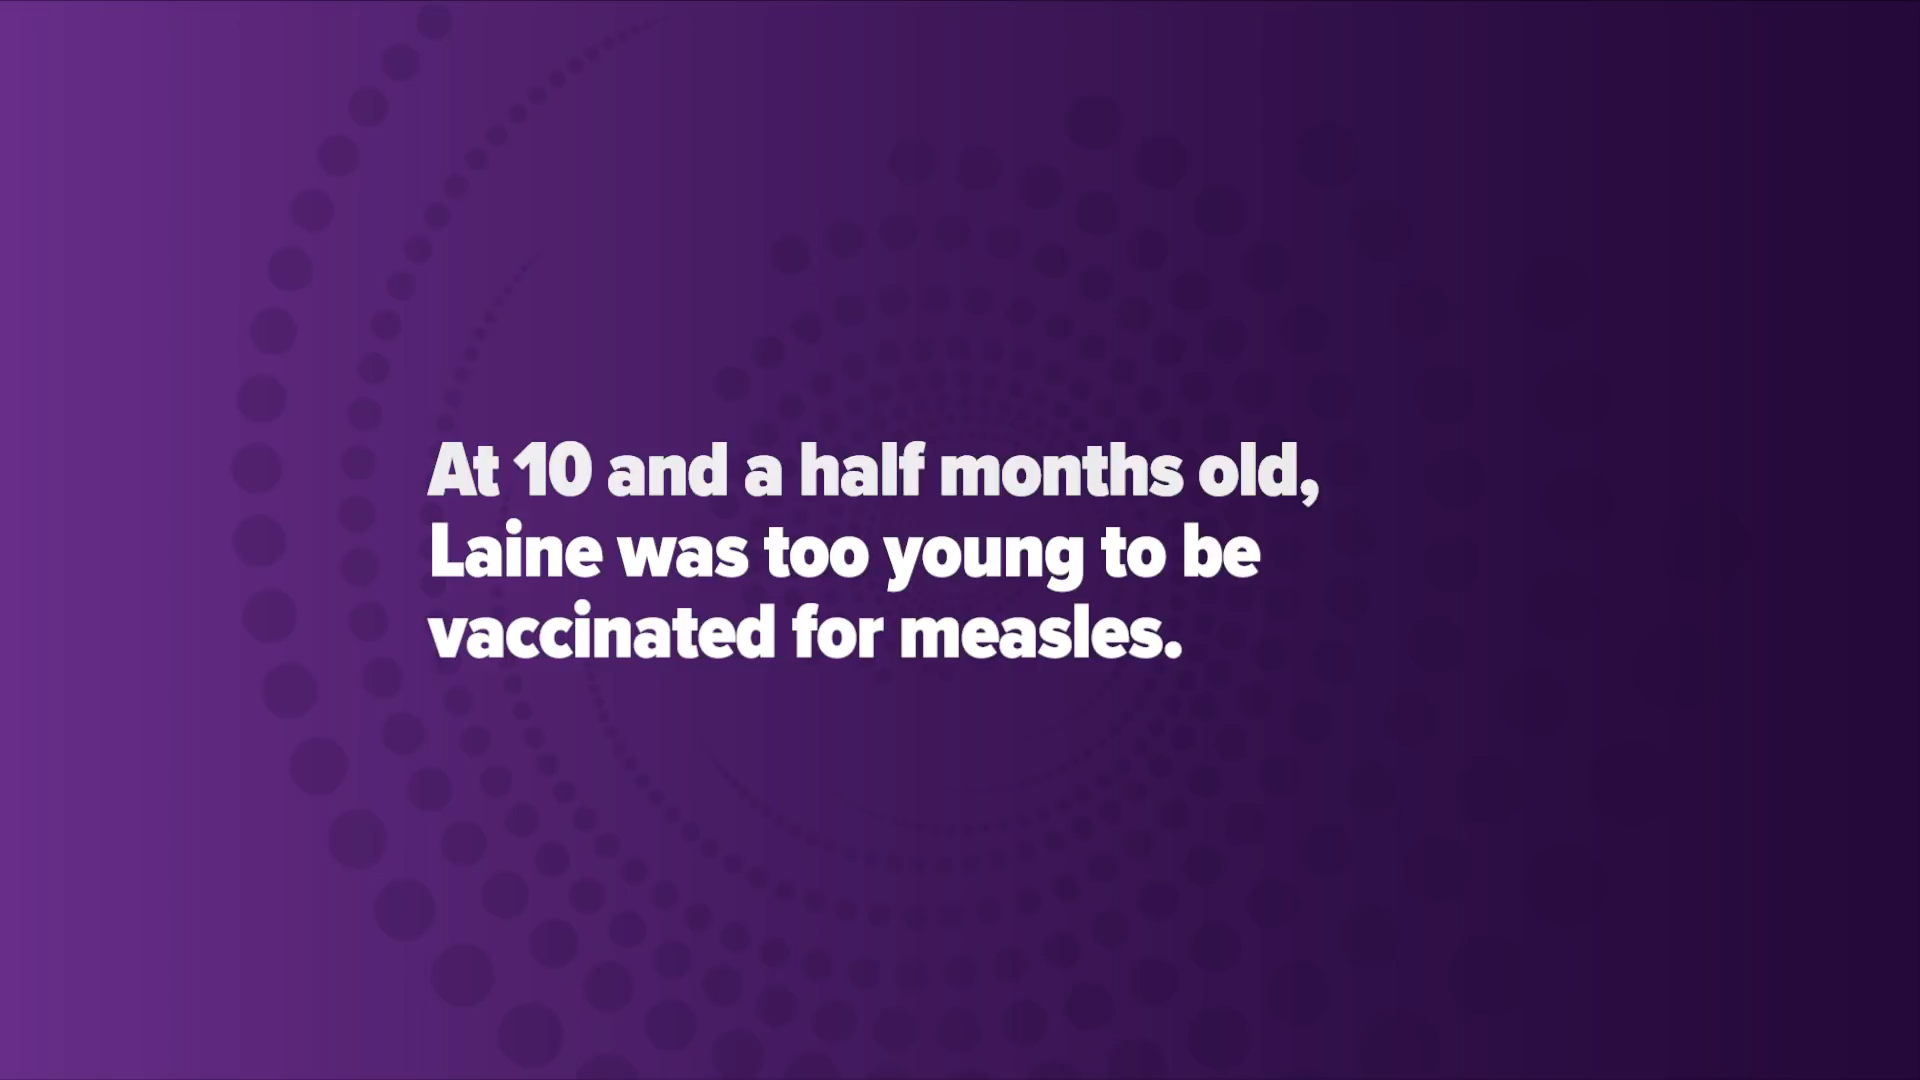 At 10 and a half months old,
Laine was too young to be
vaccinated for measles.